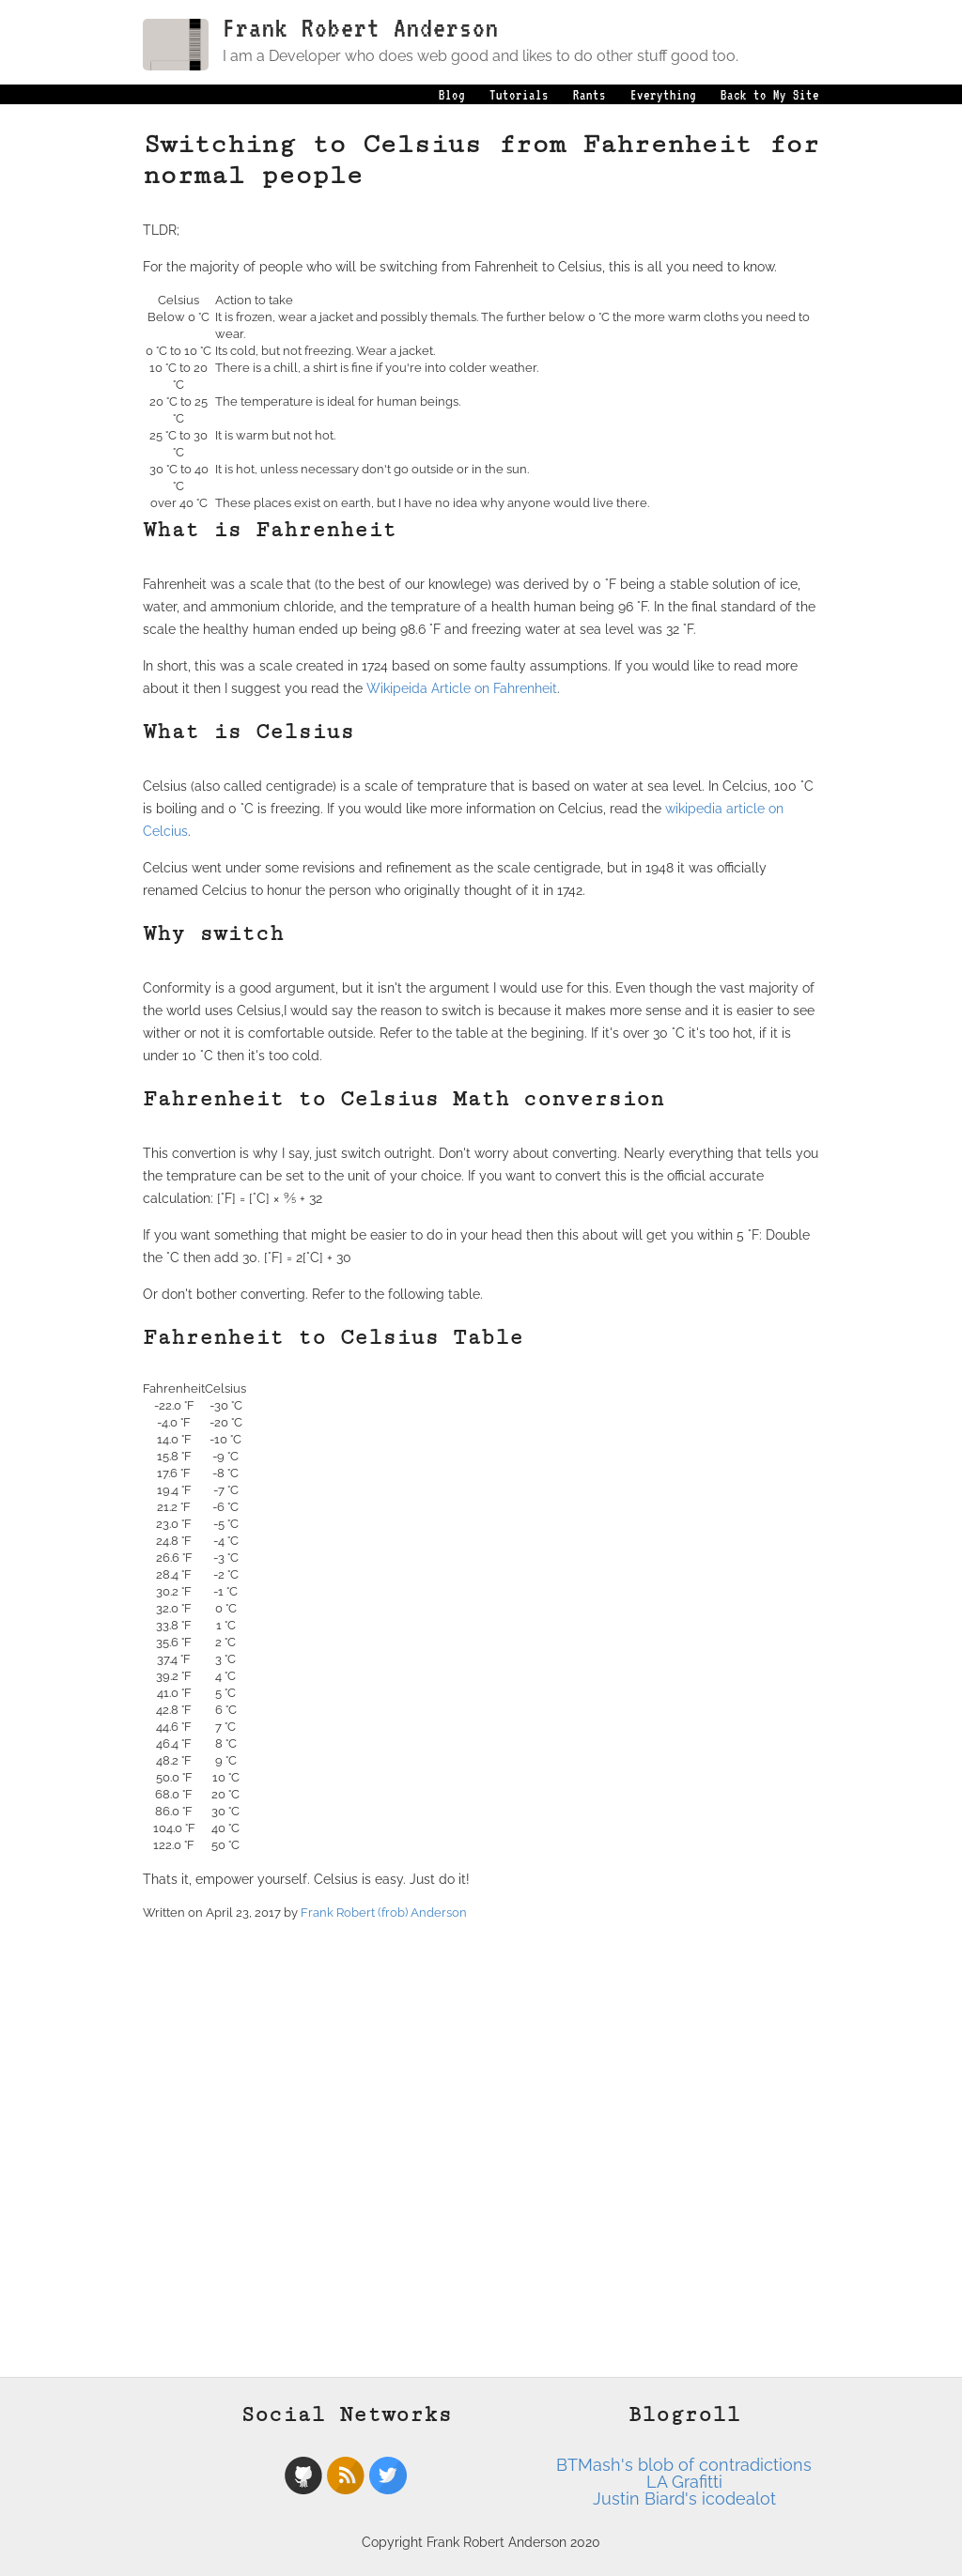 Frank Robert Anderson
I am a Developer who does web good and likes to do other stuff good too.
Blog Tutorials Rants Everything Back to My Site
Switching to Celsius from Fahrenheit for
normal people
TLDR;
For the majority of people who will be switching from Fahrenheit to Celsius, this is all you need to know.
Celsius Action to take
Below 0 °C It is frozen, wear a jacket and possibly themals. The further below 0 °C the more warm cloths you need to
wear.
0 °C to 10 °C Its cold, but not freezing. Wear a jacket.
10 °C to 20 There is a chill, a shirt is fine if you're into colder weather.
°C
20 °C to 25 The temperature is ideal for human beings.
°C
25 °C to 30 It is warm but not hot.
°C
30 °C to 40 It is hot, unless necessary don't go outside or in the sun.
°C
over 40 °C These places exist on earth, but I have no idea why anyone would live there.
What is Fahrenheit
Fahrenheit was a scale that (to the best of our knowlege) was derived by 0 °F being a stable solution of ice,
water, and ammonium chloride, and the temprature of a health human being 96 °F. In the final standard of the
scale the healthy human ended up being 98.6 °F and freezing water at sea level was 32 °F.
In short, this was a scale created in 1724 based on some faulty assumptions. If you would like to read more
about it then I suggest you read the Wikipeida Article on Fahrenheit.
What is Celsius
Celsius (also called centigrade) is a scale of temprature that is based on water at sea level. In Celcius, 100 °C
is boiling and 0 °C is freezing. If you would like more information on Celcius, read the wikipedia article on
Celcius.
Celcius went under some revisions and refinement as the scale centigrade, but in 1948 it was officially
renamed Celcius to honur the person who originally thought of it in 1742.
Why switch
Conformity is a good argument, but it isn't the argument I would use for this. Even though the vast majority of
the world uses Celsius,I would say the reason to switch is because it makes more sense and it is easier to see
wither or not it is comfortable outside. Refer to the table at the begining. If it's over 30 °C it's too hot, if it is
under 10 °C then it's too cold.
Fahrenheit to Celsius Math conversion
This convertion is why I say, just switch outright. Don't worry about converting. Nearly everything that tells you
the temprature can be set to the unit of your choice. If you want to convert this is the official accurate
calculation: [°F] = [°C] × 9⁄5 + 32
If you want something that might be easier to do in your head then this about will get you within 5 °F: Double
the °C then add 30. [°F] = 2[°C] + 30
Or don't bother converting. Refer to the following table.
Fahrenheit to Celsius Table
Fahrenheit Celsius
-22.0 °F -30 °C
-4.0 °F -20 °C
14.0 °F -10 °C
15.8 °F -9 °C
17.6 °F -8 °C
19.4 °F -7 °C
21.2 °F -6 °C
23.0 °F -5 °C
24.8 °F -4 °C
26.6 °F -3 °C
28.4 °F -2 °C
30.2 °F -1 °C
32.0 °F 0 °C
33.8 °F 1 °C
35.6 °F 2 °C
37.4 °F 3 °C
39.2 °F 4 °C
41.0 °F 5 °C
42.8 °F 6 °C
44.6 °F 7 °C
46.4 °F 8 °C
48.2 °F 9 °C
50.0 °F 10 °C
68.0 °F 20 °C
86.0 °F 30 °C
104.0 °F 40 °C
122.0 °F 50 °C
Thats it, empower yourself. Celsius is easy. Just do it!
Written on April 23, 2017 by Frank Robert (frob) Anderson
Social Networks
Blogroll
BTMash's blob of contradictions
LA Grafitti
Justin Biard's icodealot
Copyright Frank Robert Anderson 2020